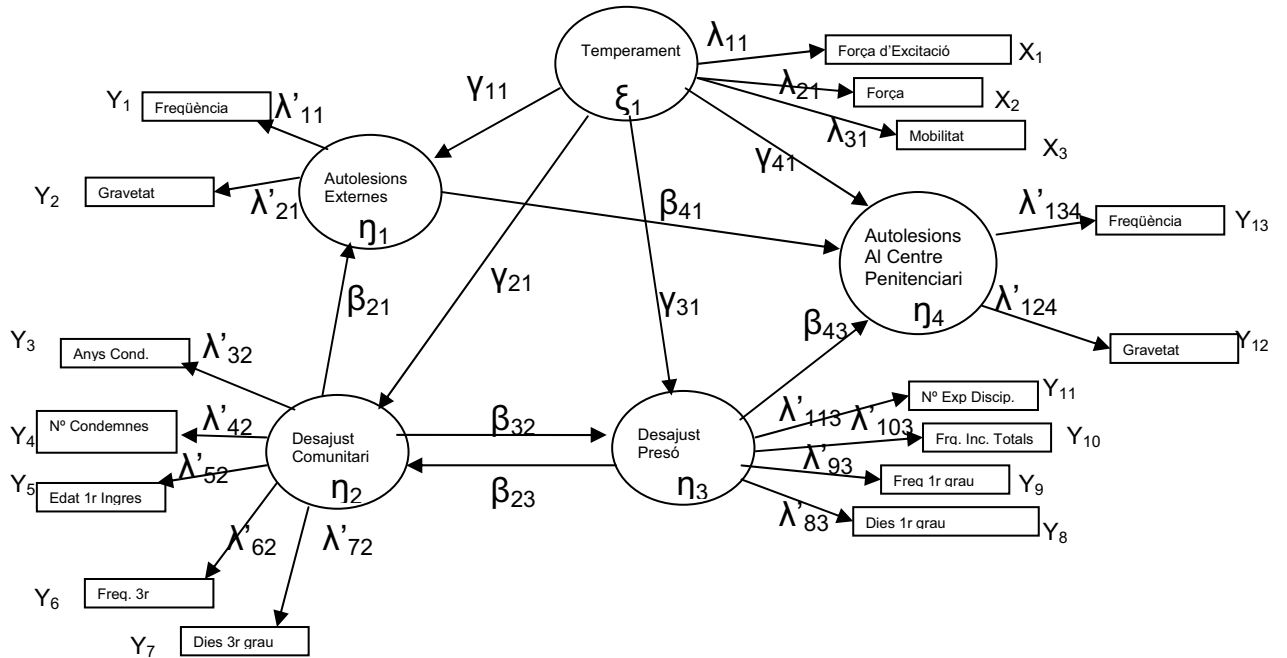 Temperament
ξ1
λ11
Força d'Excitació
X1
λ21
Força
X2
λ31
Mobilitat
X3
γ11
Y1
Freqüència
λ'11
Y2
Gravetat
λ'21
Autolesions
Externes
η1
γ41
β41
λ'134
Freqüència
Y13
Autolesions
Al Centre
Penitenciari
η4
λ'124
Gravetat
Y12
β21
γ21
γ31
β43
Y3
Anys Cond.
λ'32
Y4
Nº Condemnes
λ'42
Y5
Edat 1r Ingres
λ'52
Desajust
Comunitari
η2
β32
β23
Desajust
Presó
η3
λ'113
Nº Exp Discip.
Y11
λ'103
Frq. Inc. Totals
Y10
λ'93
Freq 1r grau
Y9
λ'83
Dies 1r grau
Y8
λ'62
λ'72
Y6
Freq. 3r
Y7
Dies 3r grau